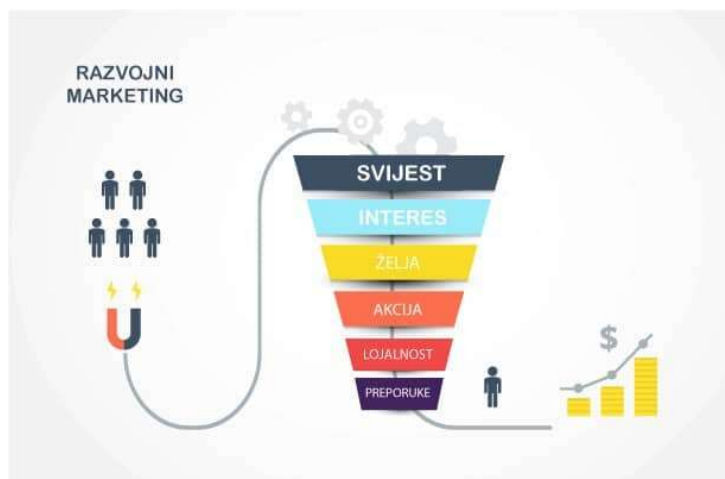 RAZVOJNI
MARKETING
SVIJEST
INTERES
ŽELJA
AKCIJA
LOJALNOST
PREPORUKE
$